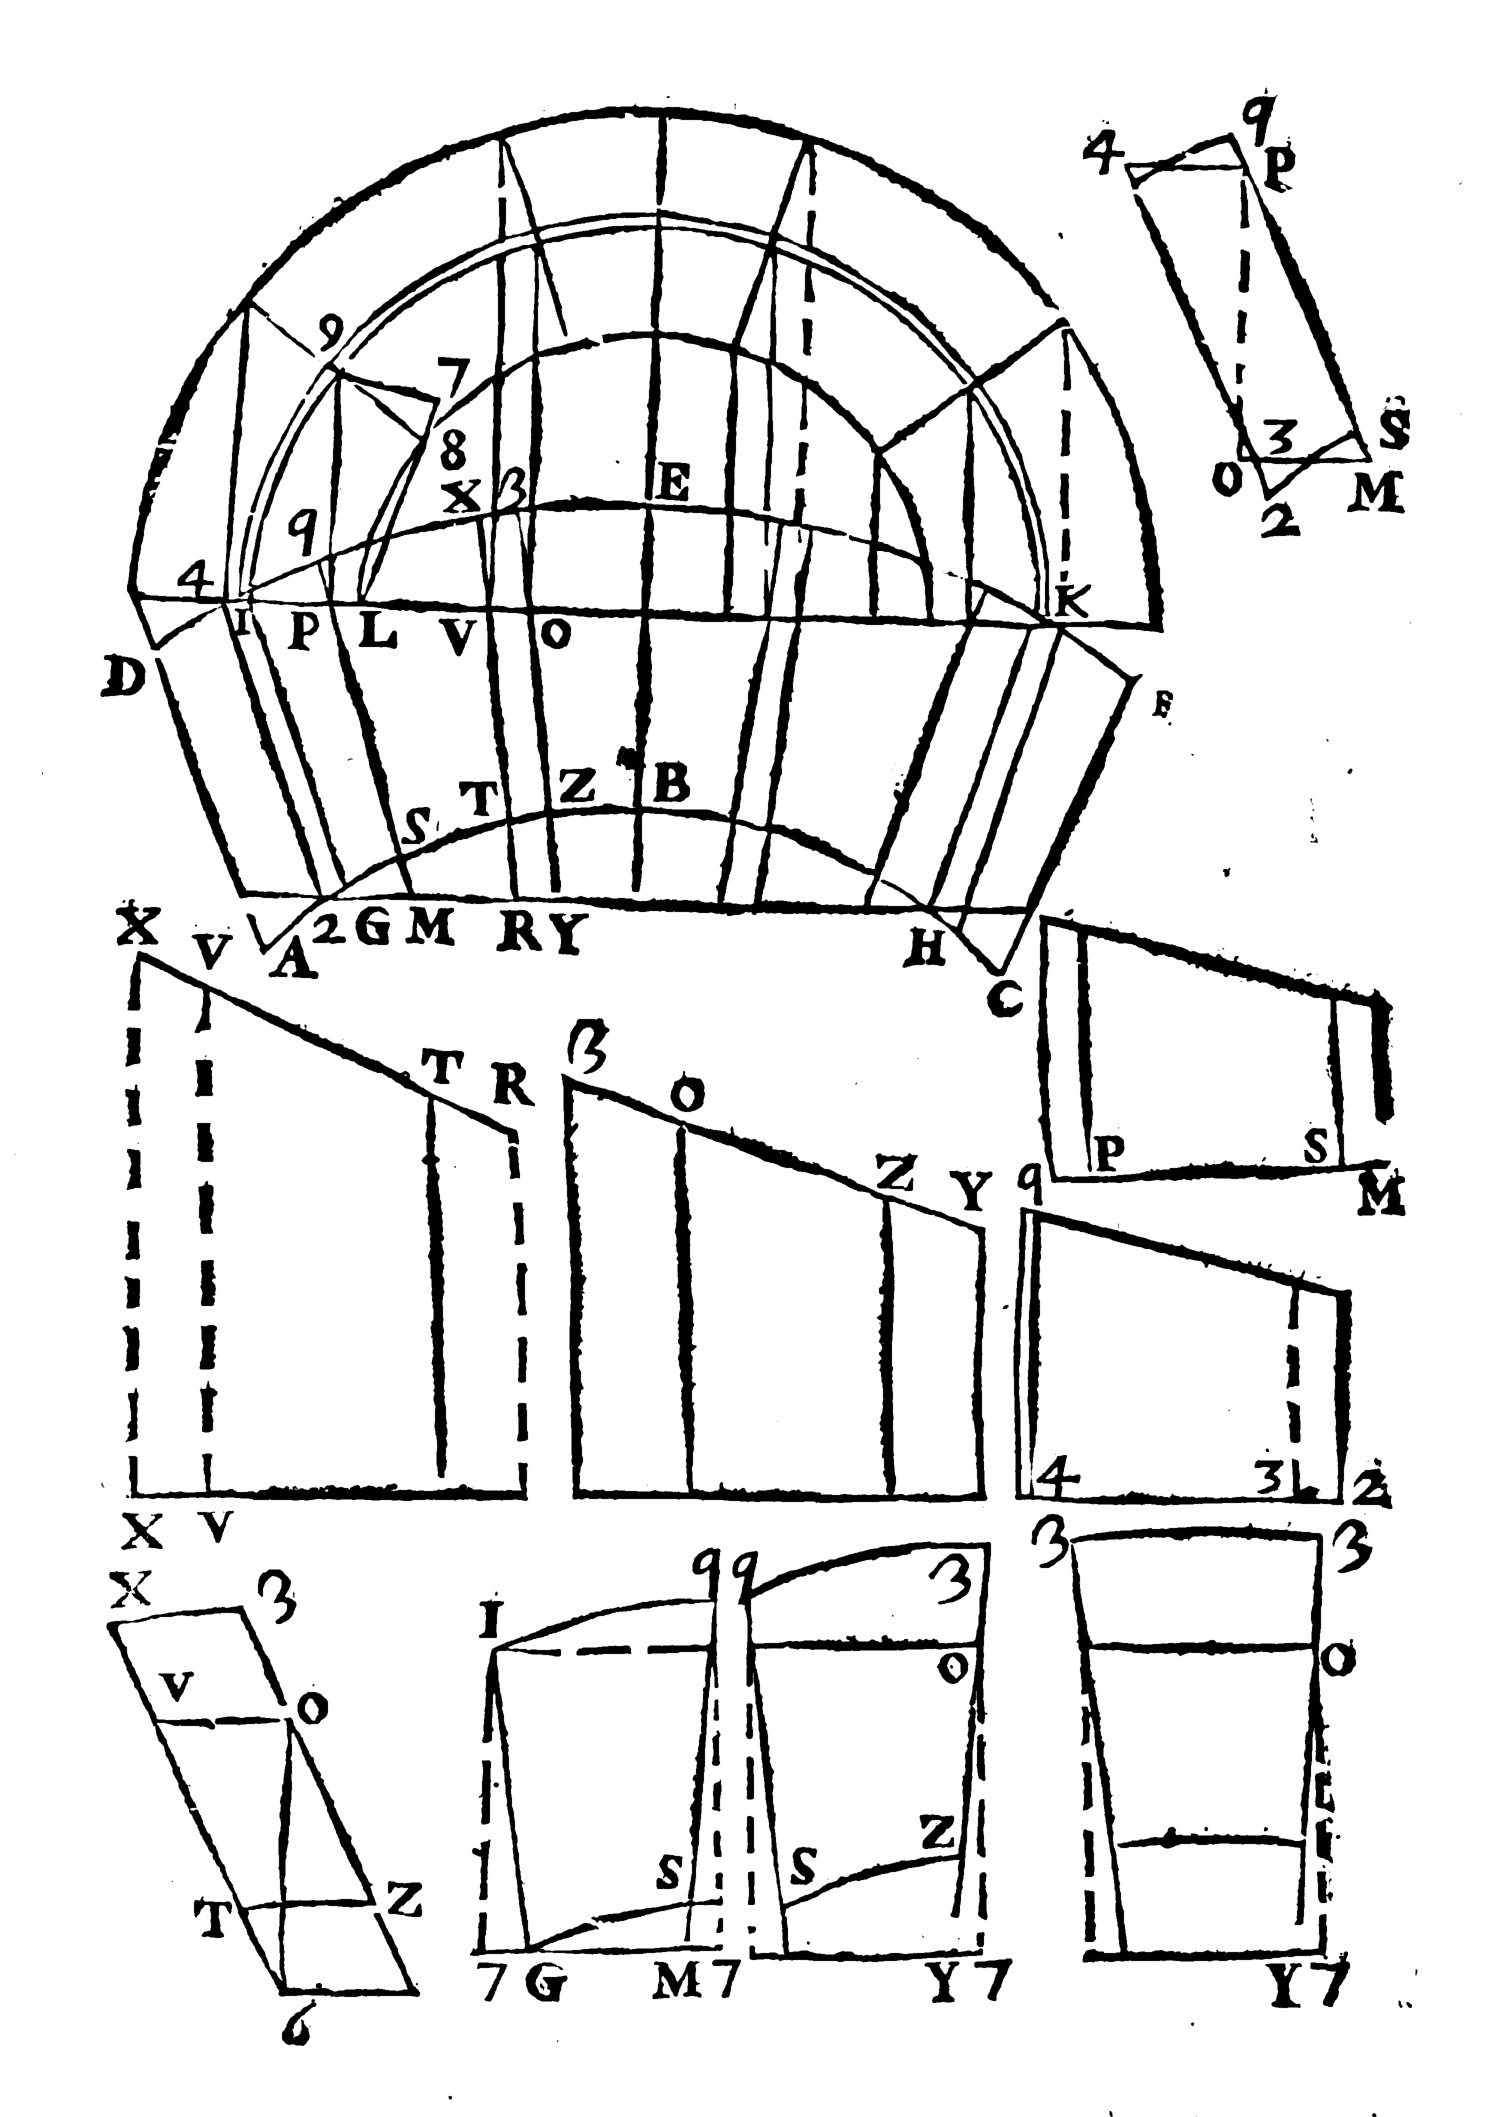 9
4 P
9
7
8
X 3 E
9
4
I P L V O K
D
E
T Z B
S
3 S
O M
2
A 2 G M R Y H
C
X V
T R
3
O
Z Y
P S
M
9
4 3 2
X V
X 3
V O
T Z
6
I 9
S
7 G M 7
9 3
O
S Z
Y 7
3 3
O
Y 7